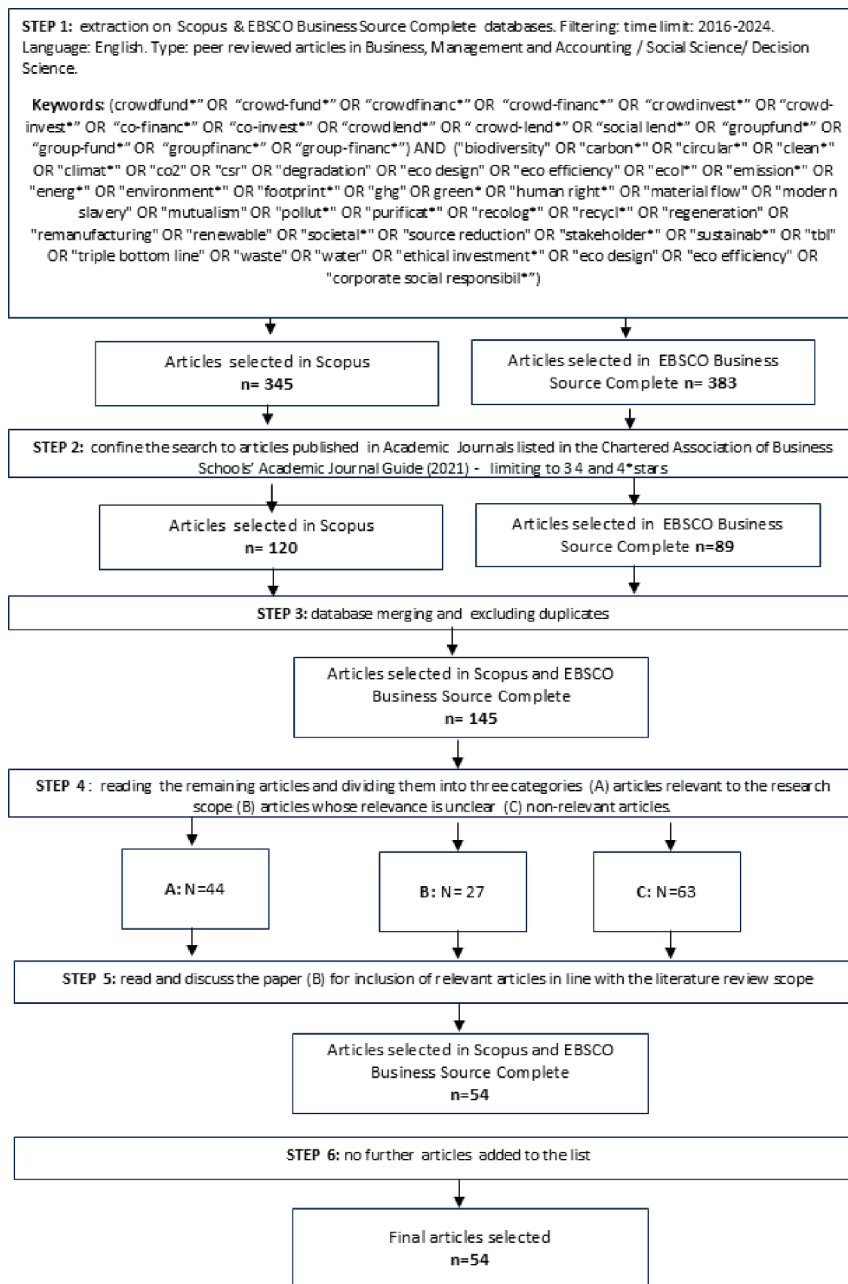 STEP 1: extraction on Scopus & EBSCO Business Source Complete databases. Filtering: time limit: 2016-2024.
Language: English. Type: peer reviewed articles in Business, Management and Accounting / Social Science/ Decision
Science.
Keywords: (crowdfund*” OR “crowd-fund*” OR “crowdfinanc*” OR “crowd-financ*” OR “crowdinvest*” OR “crowd-
invest*” OR “co-financ*” OR “co-invest*” OR “crowdlend*” OR “ crowd-lend*” OR “social lend*” OR “groupfund*” OR
“group-fund*” OR “groupfinanc*” OR “group-financ*”) AND ("biodiversity" OR "carbon*" OR "circular*" OR "clean*"
OR "climat*" OR "co2" OR "csr" OR "degradation" OR "eco design" OR "eco efficiency" OR "ecol*" OR "emission*" OR
"energ*" OR "environment*" OR "footprint*" OR "ghg" OR green* OR "human right*" OR "material flow" OR "modern
slavery" OR "mutualism" OR "pollut*" OR "purificat*" OR "recolog*" OR "recycl*" OR "regeneration" OR
"remanufacturing" OR "renewable" OR "societal*" OR "source reduction" OR "stakeholder*" OR "sustainab*" OR "tbl"
OR "triple bottom line" OR "waste" OR "water" OR "ethical investment*" OR "eco design" OR "eco efficiency" OR
"corporate social responsibil*”)
Articles selected in Scopus
n= 345
Articles selected in EBSCO Business
Source Complete n= 383
STEP 2: confine the search to articles published in Academic Journals listed in the Chartered Association of Business
Schools’ Academic Journal Guide (2021) - limiting to 3 4 and 4*stars
Articles selected in Scopus
n= 120
Articles selected in EBSCO Business
Source Complete n=89
STEP 3: database merging and excluding duplicates
Articles selected in Scopus and EBSCO
Business Source Complete
n= 145
STEP 4 : reading the remaining articles and dividing them into three categories (A) articles relevant to the research
scope (B) articles whose relevance is unclear (C) non-relevant articles.
A: N=44
B: N= 27
C: N=63
STEP 5: read and discuss the paper (B) for inclusion of relevant articles in line with the literature review scope
Articles selected in Scopus and EBSCO
Business Source Complete
n=54
STEP 6: no further articles added to the list
Final articles selected
n=54